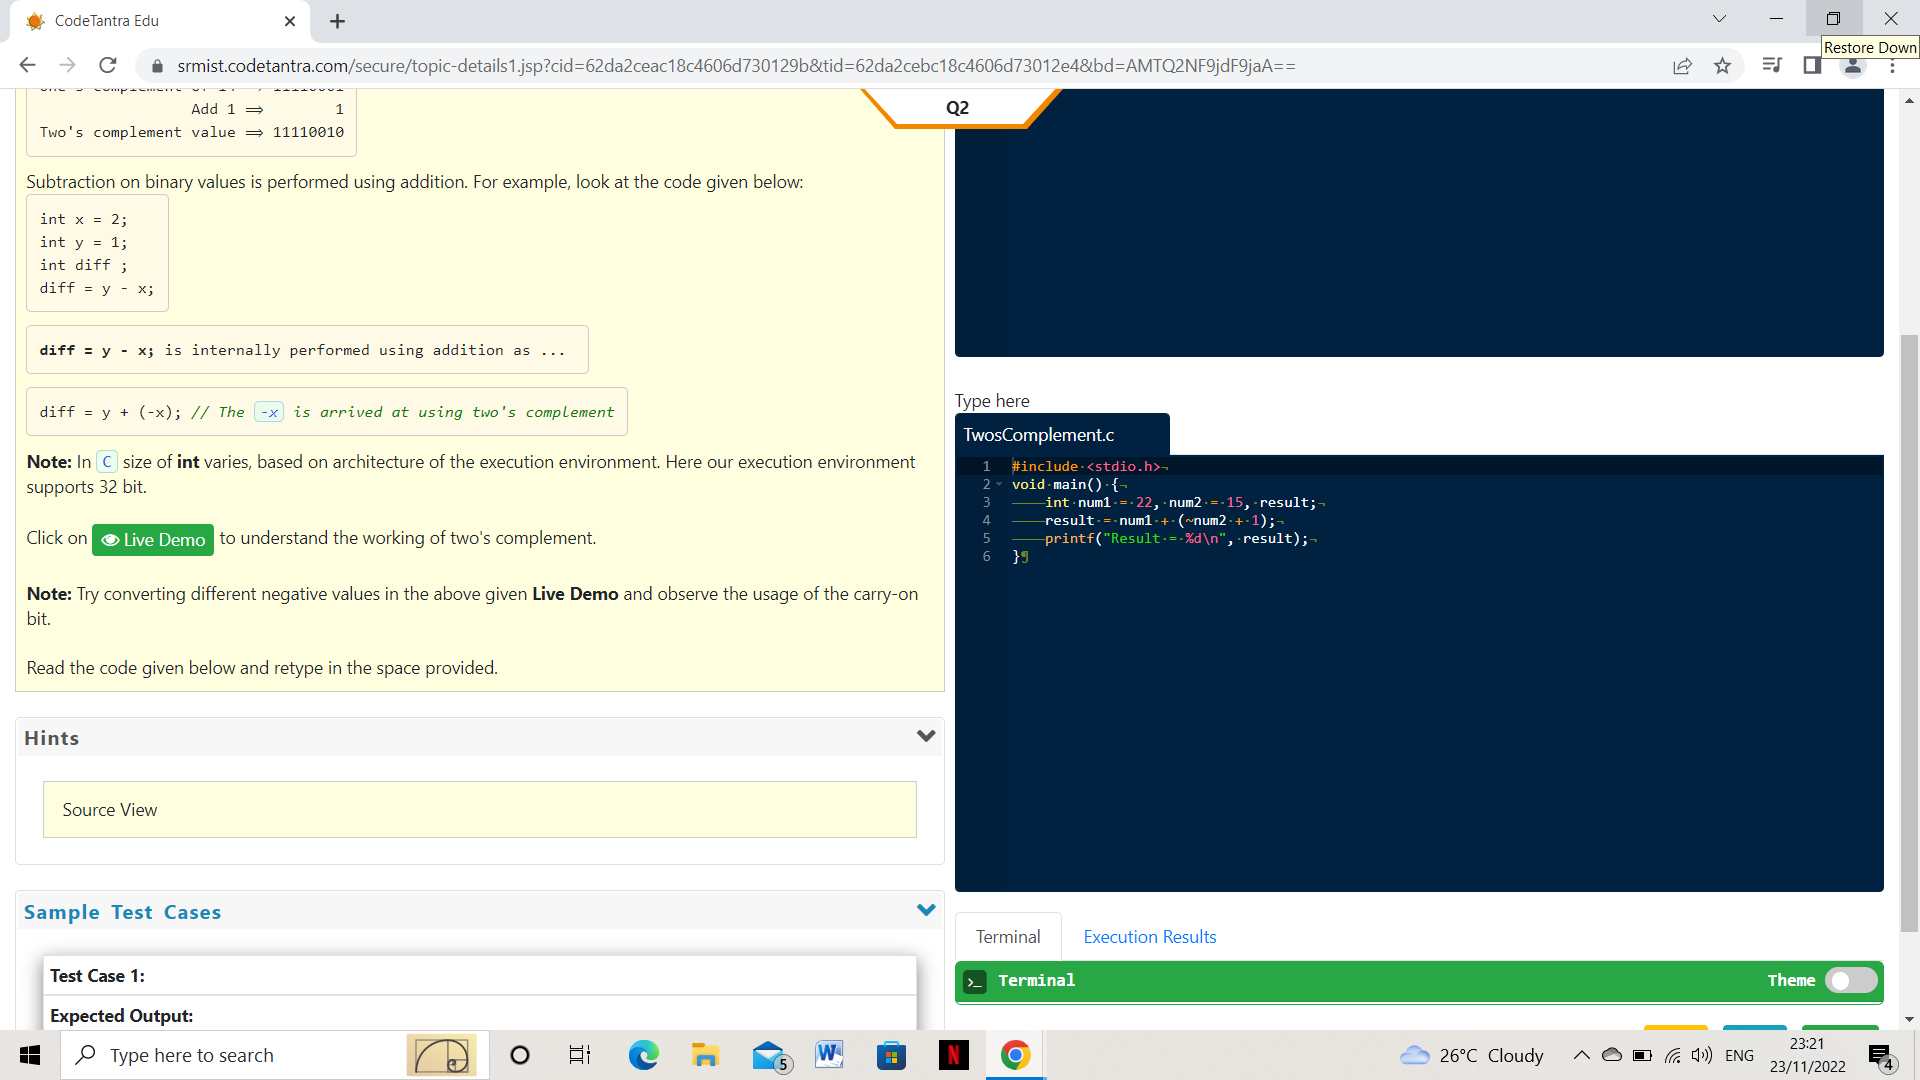 CodeTantra Edu
Restore Down
srmist.codetantra.com/secure/topic-details1.jsp?cid=62da2ceac18c4606d730129b&tid=62da2cebc18c4606d73012e4&bd=AMTQ2NF9jdF9jaA==
Q2
Add 1 ⟹ 1
Two's complement value ⟹ 11110010
Subtraction on binary values is performed using addition. For example, look at the code given below:
int x = 2;
int y = 1;
int diff ;
diff = y - x;
diff = y - x; is internally performed using addition as ...
diff = y + (-x); // The -x is arrived at using two's complement
Note: In C size of int varies, based on architecture of the execution environment. Here our execution environment
supports 32 bit.
Click on Live Demo to understand the working of two's complement.
Note: Try converting different negative values in the above given Live Demo and observe the usage of the carry-on
bit.
Read the code given below and retype in the space provided.
Hints
Source View
Sample Test Cases
Test Case 1:
Expected Output:
Type here
TwosComplement.c
1 #include <stdio.h>
2 void main() {
3 int num1 = 22, num2 = 15, result;
4 result = num1 + (~num2 + 1);
5 printf("Result = %d\n", result);
6 }
Terminal
Execution Results
Terminal
Theme
Type here to search
5
W
N
26°C Cloudy
ENG
23:21
23/11/2022
4